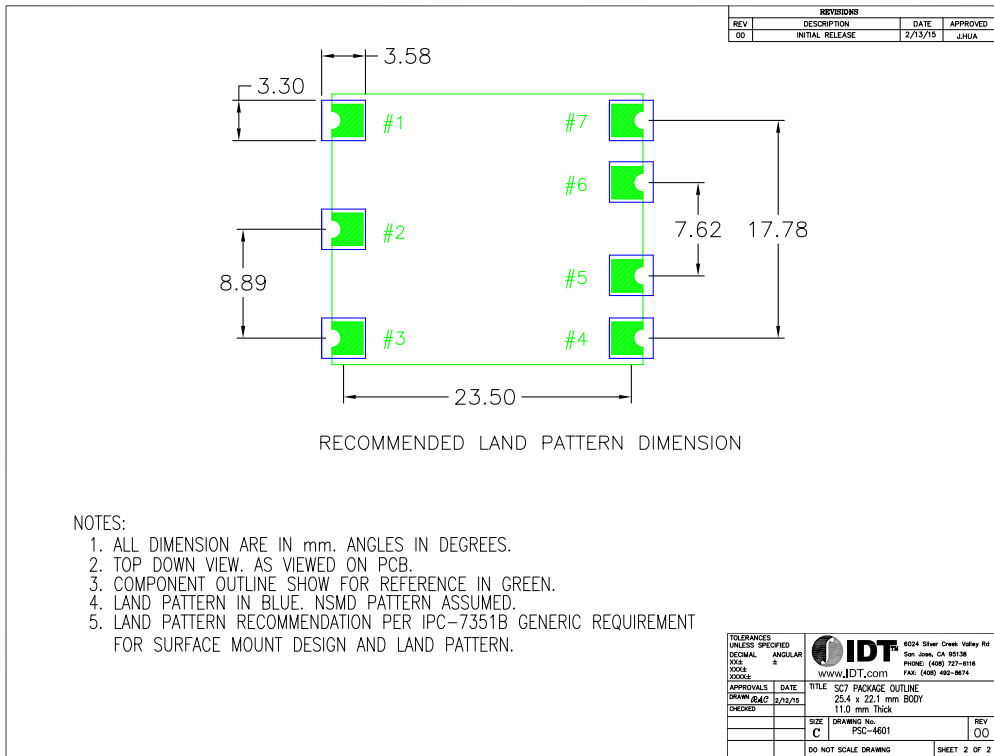 REVISIONS
REV DESCRIPTION DATE APPROVED
00 INITIAL RELEASE 2/13/15 J.HUA
3.58
3.30
#1 #7
#6
#2 7.62 17.78
8.89 #5
#3 #4
23.50
RECOMMENDED LAND PATTERN DIMENSION
NOTES:
1. ALL DIMENSION ARE IN mm. ANGLES IN DEGREES.
2. TOP DOWN VIEW. AS VIEWED ON PCB.
3. COMPONENT OUTLINE SHOW FOR REFERENCE IN GREEN.
4. LAND PATTERN IN BLUE. NSMD PATTERN ASSUMED.
5. LAND PATTERN RECOMMENDATION PER IPC-7351B GENERIC REQUIREMENT
FOR SURFACE MOUNT DESIGN AND LAND PATTERN.
TOLERANCES
UNLESS SPECIFIED
DECIMAL ANGULAR
XX± ±
XXX±
XXXX±
IDT™
www.IDT.com
6024 Silver Creek Valley Rd
San Jose, CA 95138
PHONE: (408) 727-6116
FAX: (408) 492-8674
APPROVALS DATE
DRAWN RAC 2/12/15
CHECKED
TITLE SC7 PACKAGE OUTLINE
25.4 x 22.1 mm BODY
11.0 mm Thick
SIZE DRAWING No. REV
C PSC-4601 00
DO NOT SCALE DRAWING SHEET 2 OF 2